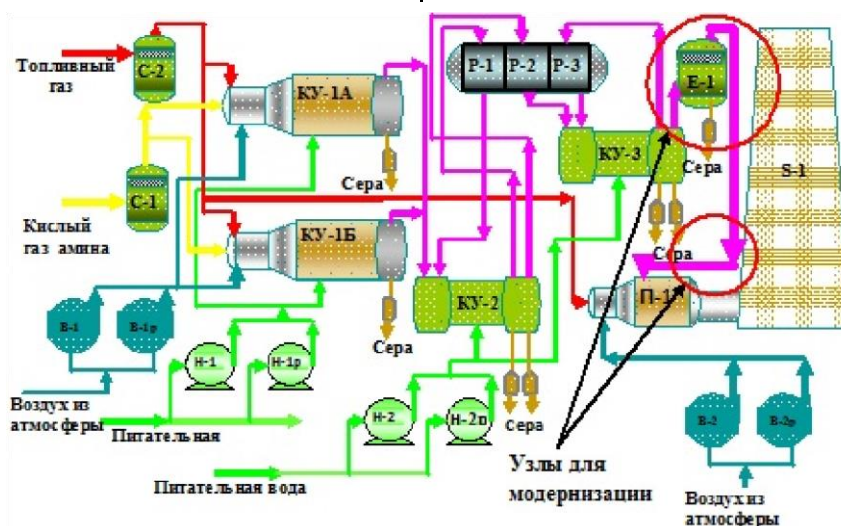 Топливный
газ
С-2
КУ-1А
Р-1
Р-2
Р-3
Е-1
КУ-3
S-1
Сера
С-1
Кислый
газ амина
КУ-1Б
Сера
КУ-2
П-1
Сера
В-1
В-1р
Н-1
Н-1р
Сера
Воздух из
атмосферы
Питательная
Н-2
Н-2р
Сера
В-2
В-2р
Узлы для
модернизации
Питательная вода
Воздух из
атмосферы